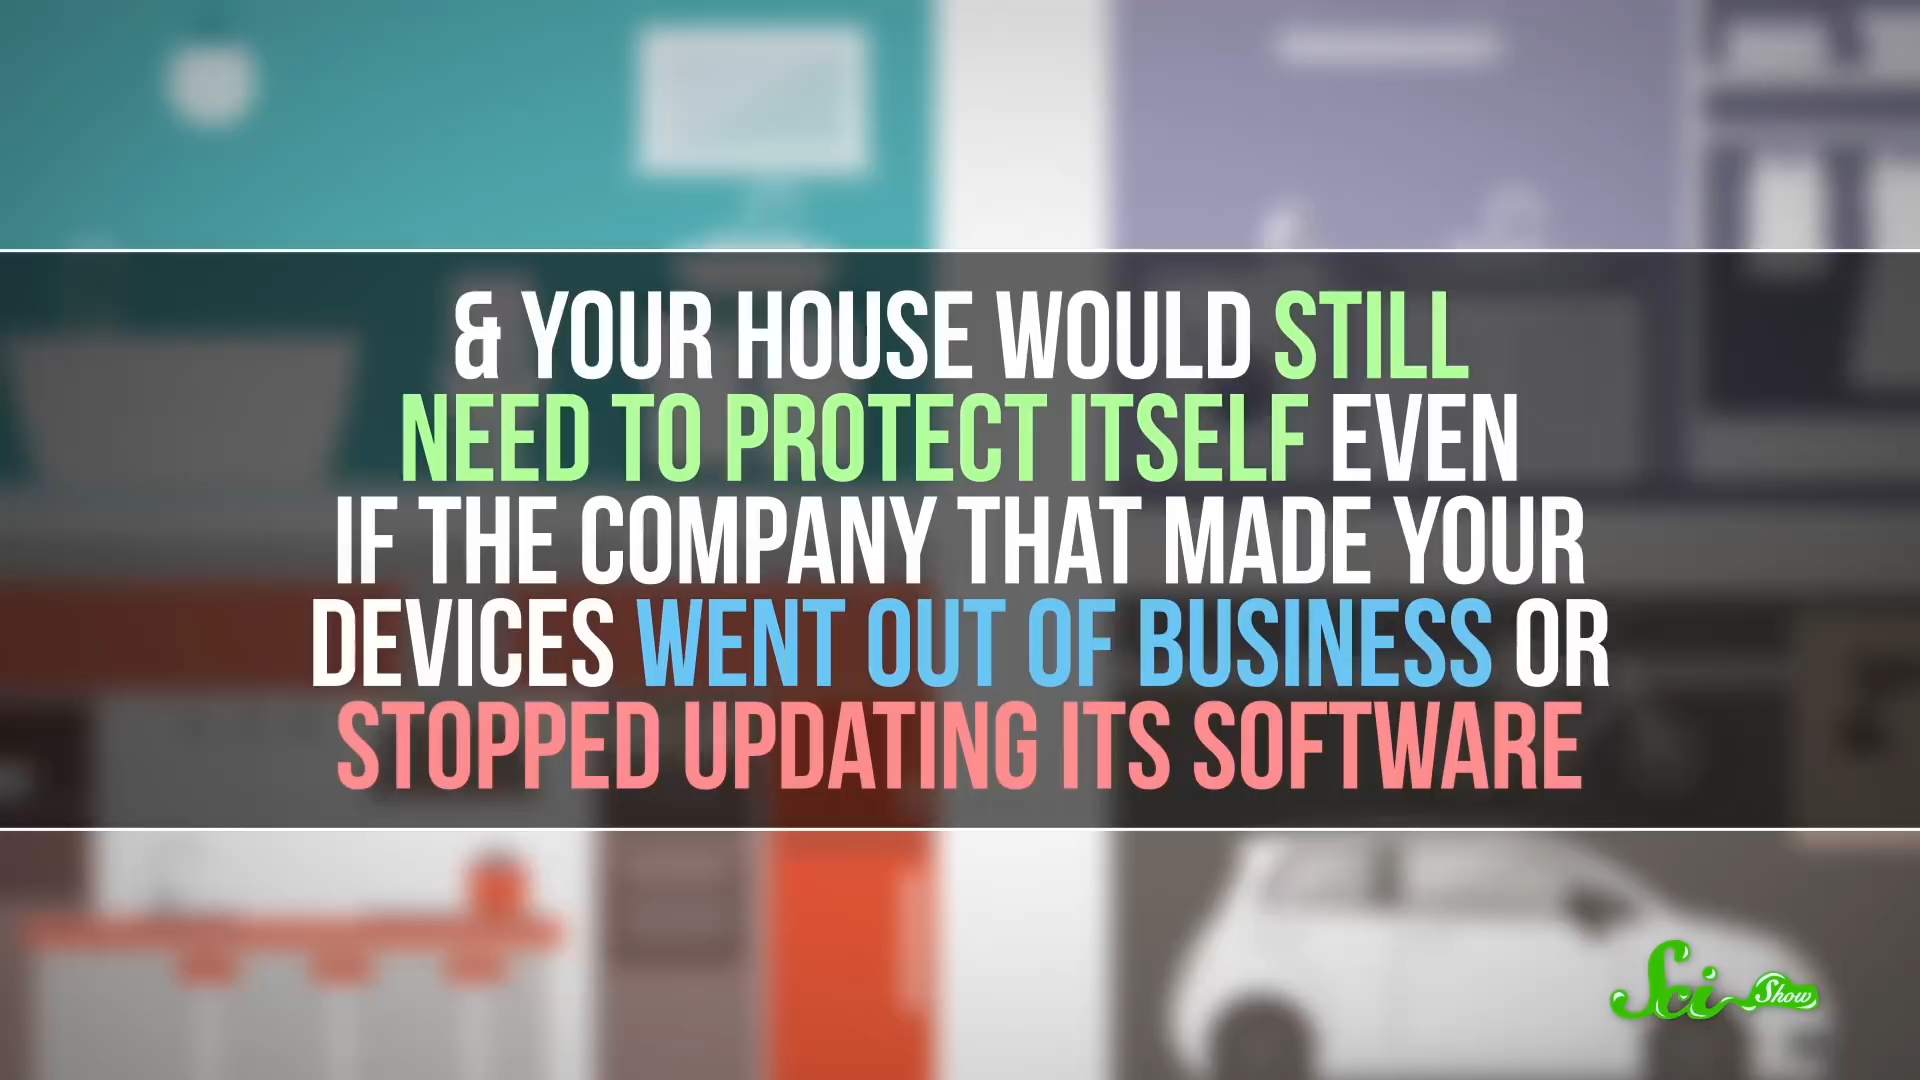 & YOUR HOUSE WOULD STILL
NEED TO PROTECT ITSELF EVEN
IF THE COMPANY THAT MADE YOUR
DEVICES WENT OUT OF BUSINESS OR
STOPPED UPDATING ITS SOFTWARE
Sci Show